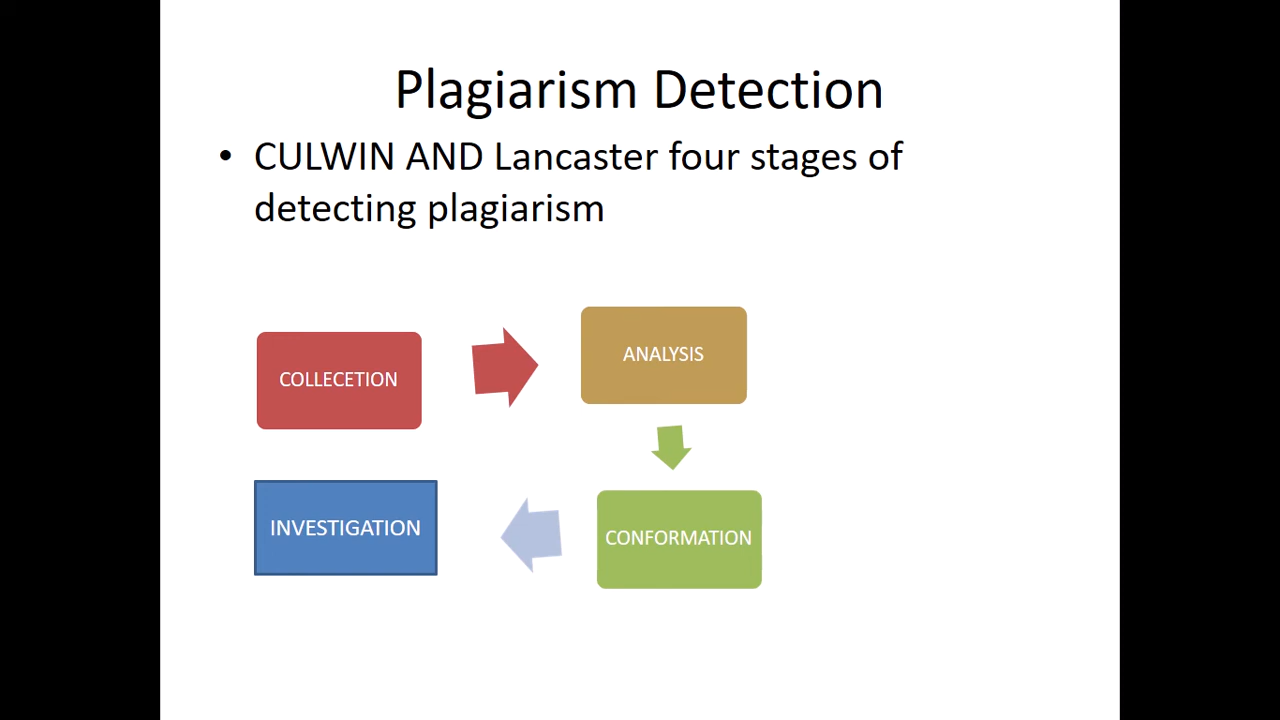 Plagiarism Detection
• CULWIN AND Lancaster four stages of
detecting plagiarism
COLLECETION
ANALYSIS
INVESTIGATION
CONFORMATION